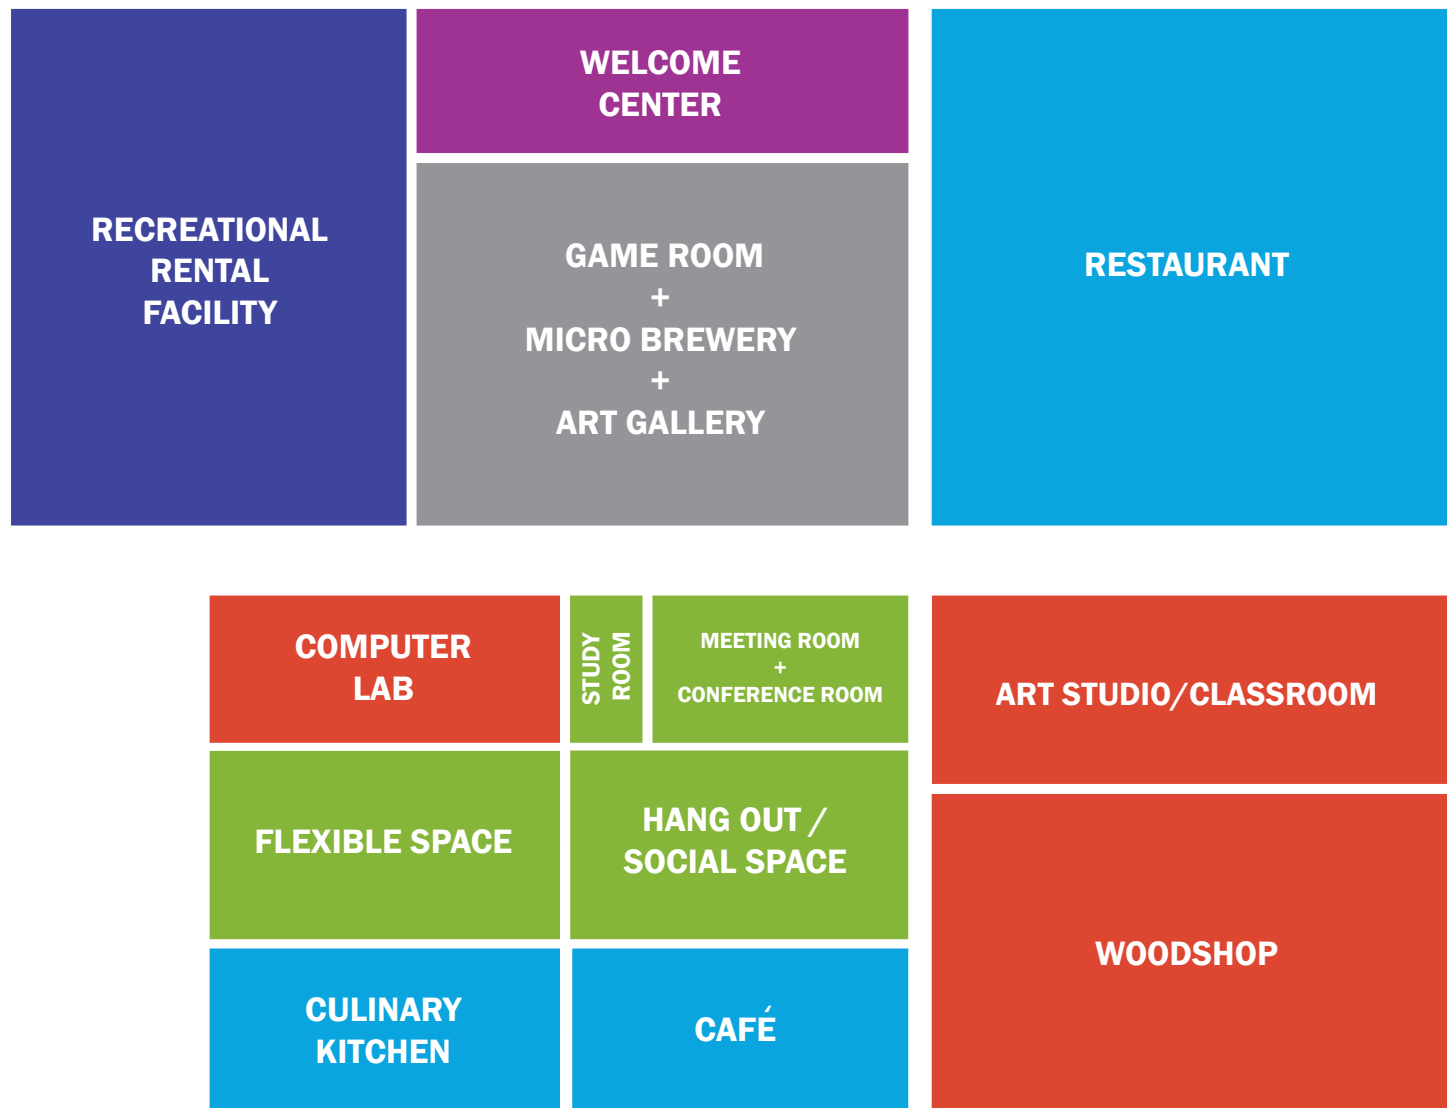 WELCOME
CENTER
RECREATIONAL
RENTAL
FACILITY
GAME ROOM
+
MICRO BREWERY
+
ART GALLERY
RESTAURANT
COMPUTER
LAB
STUDY
ROOM
MEETING ROOM
+
CONFERENCE ROOM
ART STUDIO/CLASSROOM
FLEXIBLE SPACE
HANG OUT /
SOCIAL SPACE
WOODSHOP
CULINARY
KITCHEN
CAFÉ